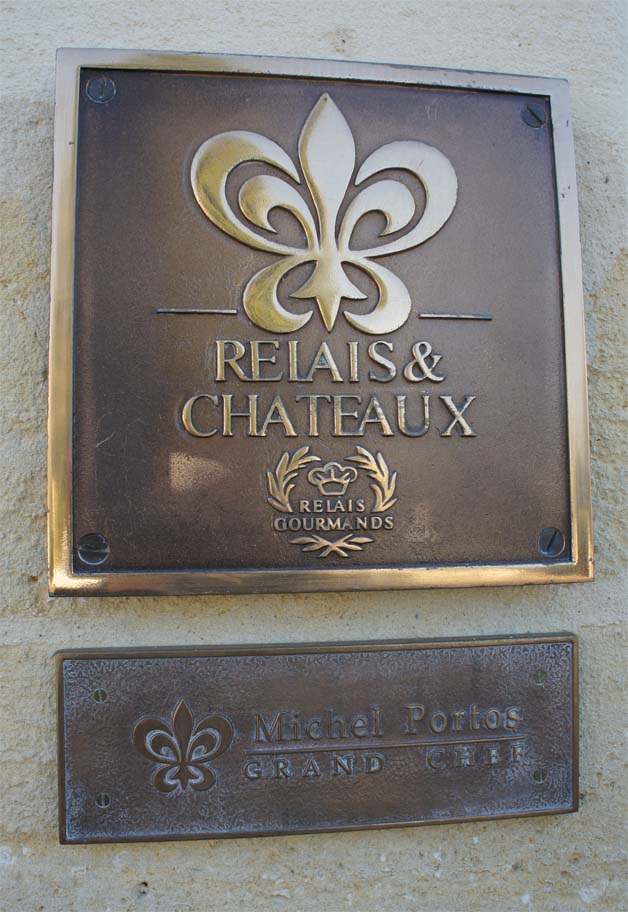 RELAIS &
CHATEAUX
RELAIS
GOURMANDS
Michel Portos
GRAND CHEF